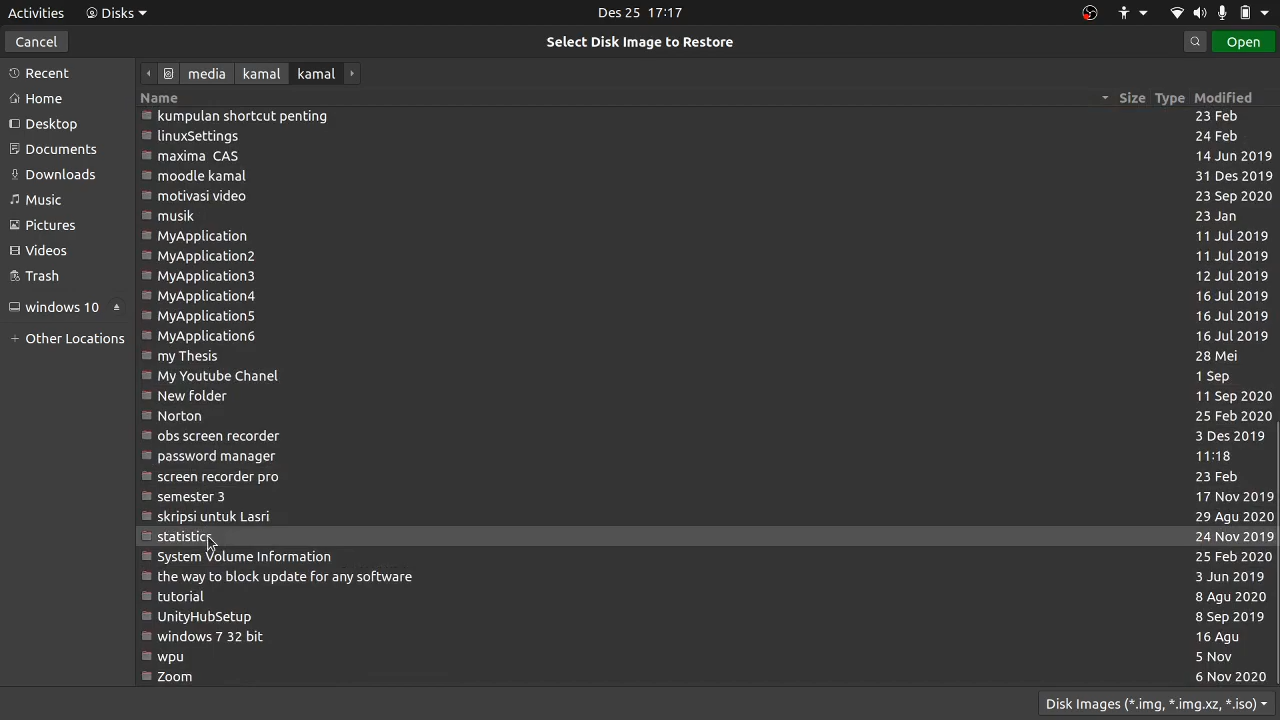 Activities Disks Des 25 17:17
Cancel Select Disk Image to Restore Open
Recent
Home
Desktop
Documents
Downloads
Music
Pictures
Videos
Trash
windows 10
+ Other Locations
media kamal kamal
Name Size Type Modified
kumpulan shortcut penting 23 Feb
linuxSettings 24 Feb
maxima CAS 14 Jun 2019
moodle kamal 31 Des 2019
motivasi video 23 Sep 2020
musik 23 Jan
MyApplication 11 Jul 2019
MyApplication2 11 Jul 2019
MyApplication3 12 Jul 2019
MyApplication4 16 Jul 2019
MyApplication5 16 Jul 2019
MyApplication6 16 Jul 2019
my Thesis 28 Mei
My Youtube Chanel 1 Sep
New folder 11 Sep 2020
Norton 25 Feb 2020
obs screen recorder 3 Des 2019
password manager 11:18
screen recorder pro 23 Feb
semester 3 17 Nov 2019
skripsi untuk Lasri 29 Agu 2020
statistics 24 Nov 2019
System Volume Information 25 Feb 2020
the way to block update for any software 3 Jun 2019
tutorial 8 Agu 2020
UnityHubSetup 8 Sep 2019
windows 7 32 bit 16 Agu
wpu 5 Nov
Zoom 6 Nov 2020
Disk Images (*.img, *.img.xz, *.iso)